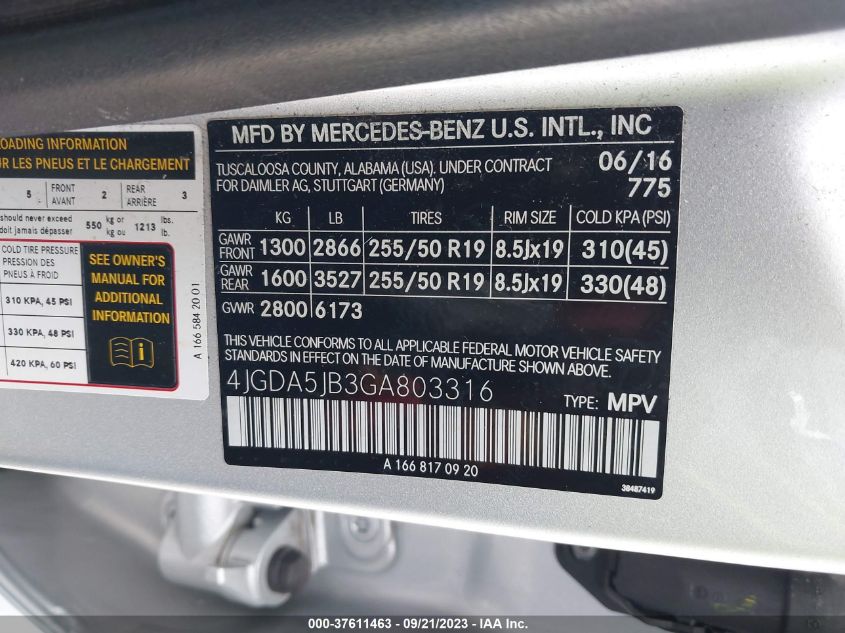 OADING INFORMATION
UR LES PNEUS ET LE CHARGEMENT
5 FRONT AVANT 2 REAR ARRIÈRE 3
should never exceed 550 kg or 1213 lbs.
doit jamais dépasser kg ou lb.
COLD TIRE PRESSURE
PRESSION DES
PNEUS À FROID
310 KPA, 45 PSI
330 KPA, 48 PSI
420 KPA, 60 PSI
SEE OWNER'S
MANUAL FOR
ADDITIONAL
INFORMATION
A 166 584 20 01
MFD BY MERCEDES-BENZ U.S. INTL., INC
TUSCALOOSA COUNTY, ALABAMA (USA). UNDER CONTRACT 06/16
FOR DAIMLER AG, STUTTGART (GERMANY) 775
KG LB TIRES RIM SIZE COLD KPA (PSI)
GAWR FRONT 1300 2866 255/50 R19 8.5Jx19 310(45)
GAWR REAR 1600 3527 255/50 R19 8.5Jx19 330(48)
GVWR 2800 6173
THIS VEHICLE CONFORMS TO ALL APPLICABLE FEDERAL MOTOR VEHICLE SAFETY
STANDARDS IN EFFECT ON THE DATE OF MANUFACTURE SHOWN ABOVE.
4JGDA5JB3GA803316 TYPE: MPV
A 166 817 09 20
38487419
000-37611463 - 09/21/2023 - © IAA Holdings, LLC.